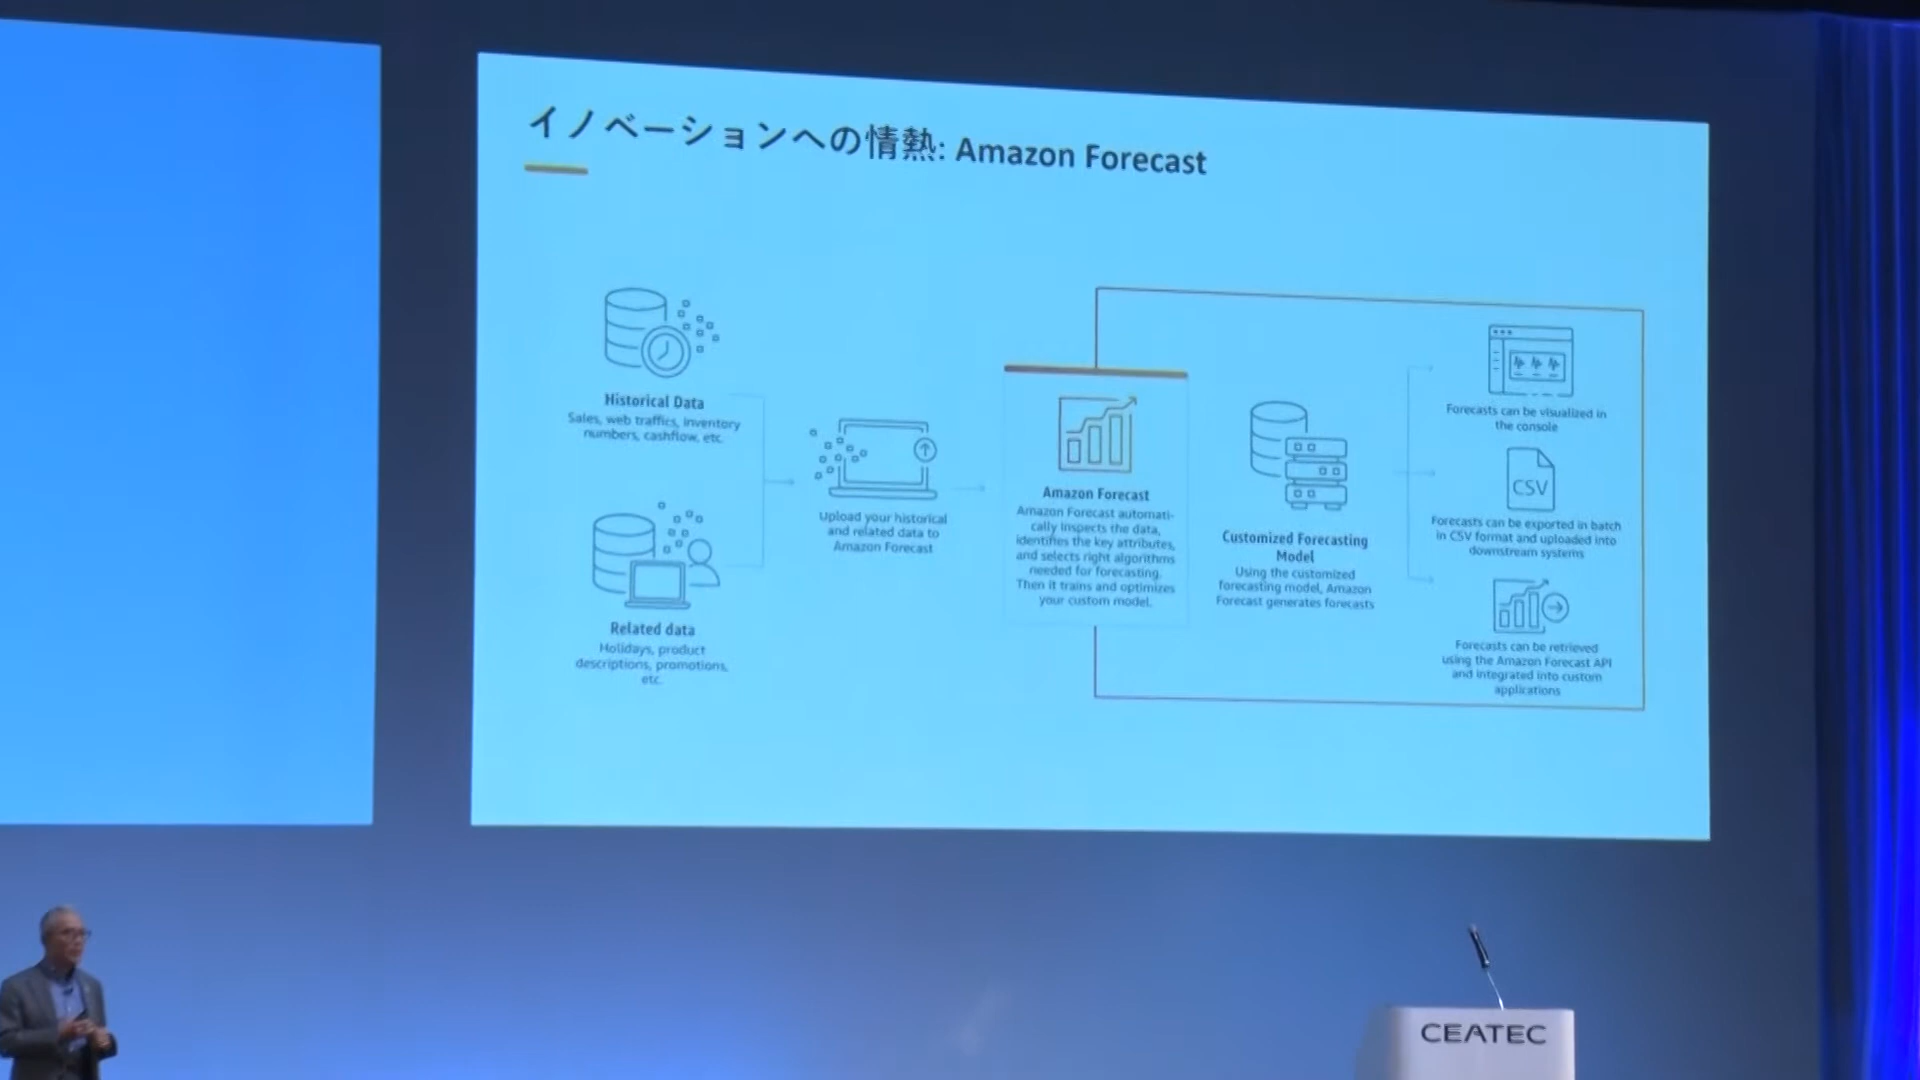 イノベーションへの情熱: Amazon Forecast
Historical Data
Sales, web traffics, inventory
numbers, cashflow, etc.
Related data
Holidays, product
descriptions, promotions,
etc.
Upload your historical
and related data to
Amazon Forecast
Amazon Forecast
Amazon Forecast automati-
cally inspects the data,
identifies the key attributes,
and selects right algorithms
needed for forecasting.
Then it trains and optimizes
your custom model.
Customized Forecasting
Model
Using the customized
forecasting model, Amazon
Forecast generates forecasts
Forecasts can be visualized in
the console
CSV
Forecasts can be exported in batch
in CSV format and uploaded into
downstream systems
Forecasts can be retrieved
using the Amazon Forecast API
and integrated into custom
applications
CEATEC